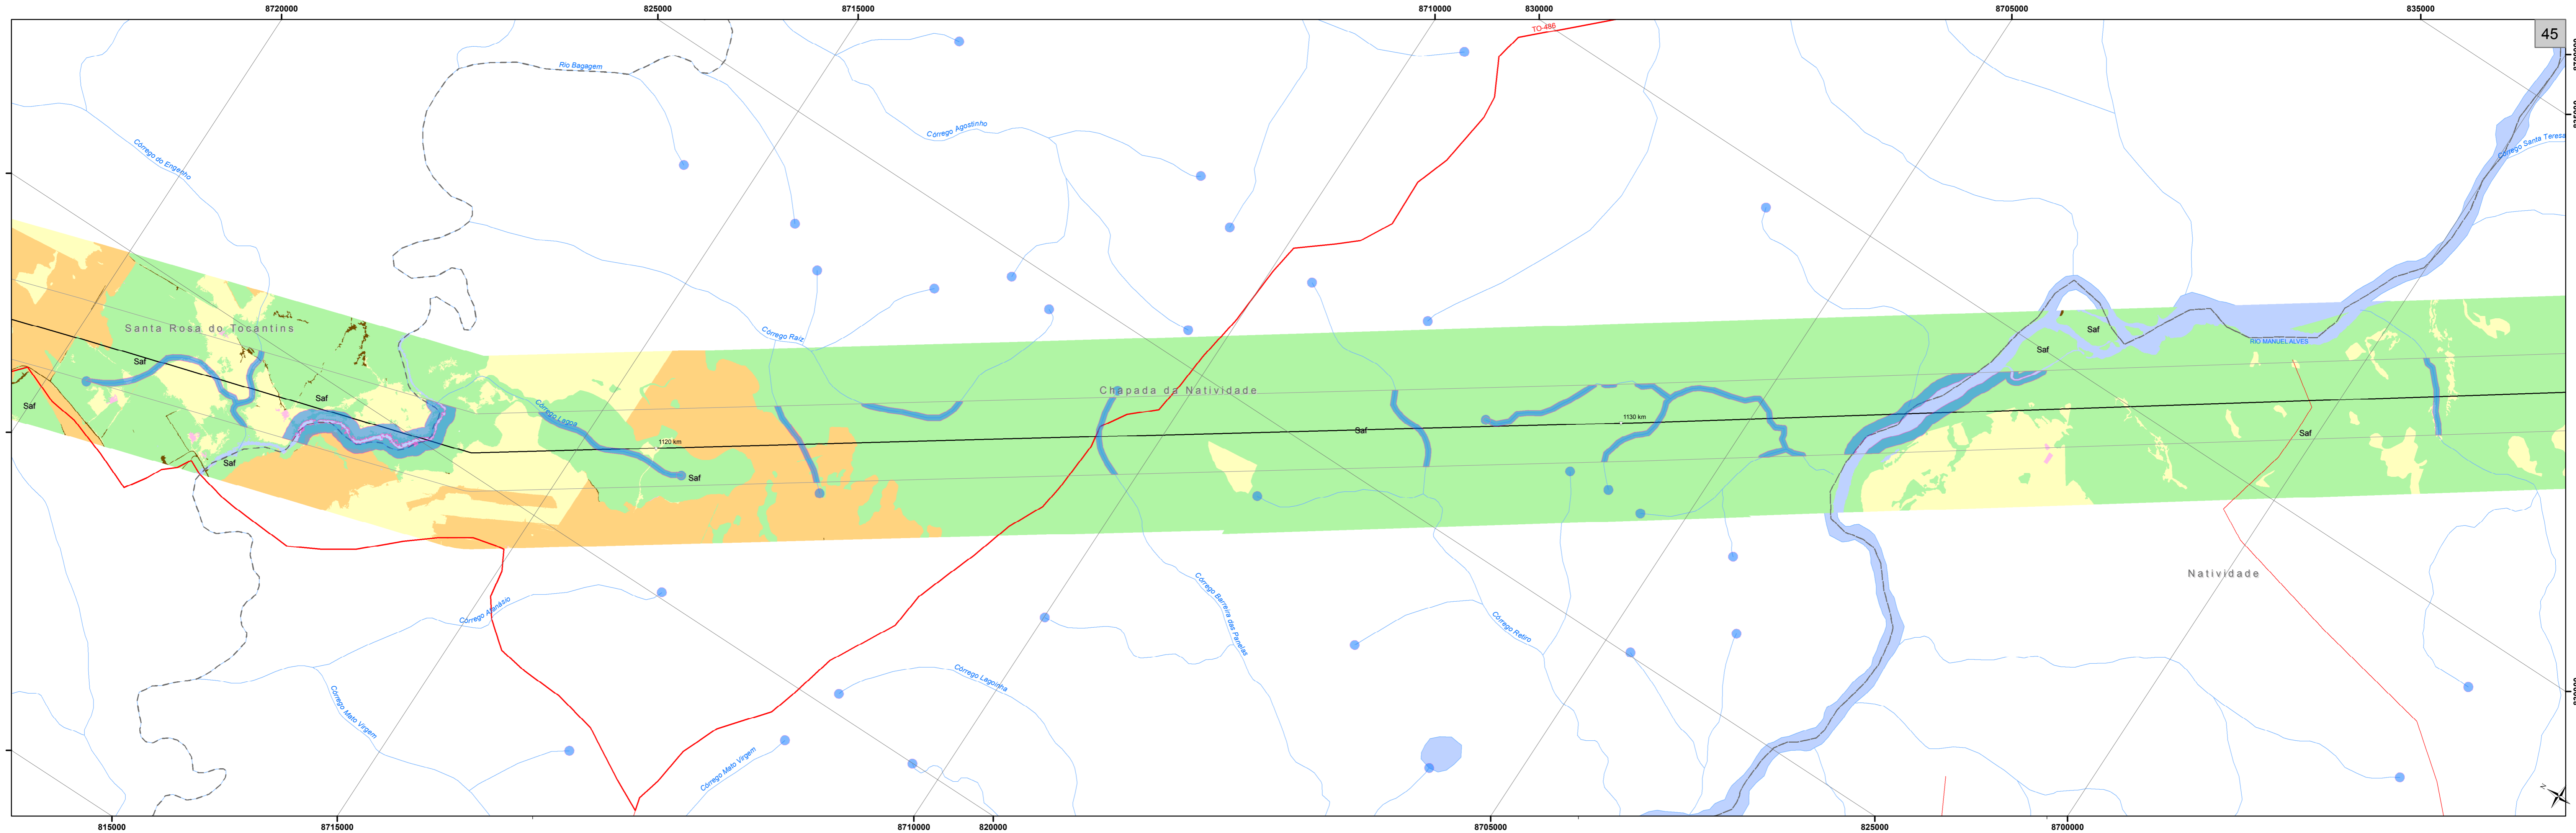 8720000
825000
8715000
8710000
830000
8705000
835000
45
TO-486
Rio Bagagem
Córrego Agostinho
Córrego do Engenho
Córrego Santa Teresa
Santa Rosa do Tocantins
Córrego Raiz
RIO MANUEL ALVES
Saf
Saf
Saf
Saf
Chapada da Natividade
Saf
Córrego Lagoa
1130 km
Saf
Saf
1120 km
Saf
Saf
Natividade
Córrego Atanásio
Córrego Barreira das Panelas
Córrego Retiro
Córrego Lagoinha
Córrego Mato Virgem
Córrego Mato Virgem
N
815000
8715000
8710000
820000
8705000
825000
8700000